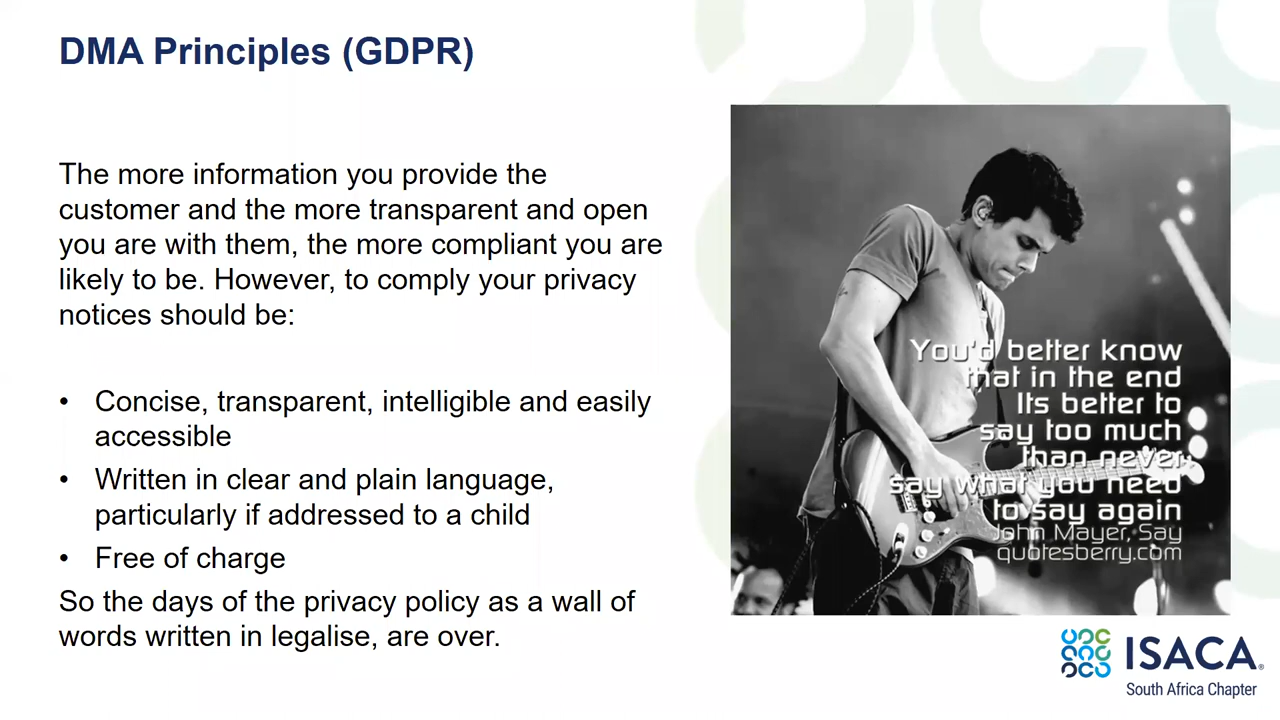 DMA Principles (GDPR)
The more information you provide the
customer and the more transparent and open
you are with them, the more compliant you are
likely to be. However, to comply your privacy
notices should be:
• Concise, transparent, intelligible and easily
accessible
• Written in clear and plain language,
particularly if addressed to a child
• Free of charge
So the days of the privacy policy as a wall of
words written in legalise, are over.
You'd better know
that in the end
Its better to
say too much
than never
say what you need
to say again
John Mayer, Say
quotesberry.com
ISACA®
South Africa Chapter